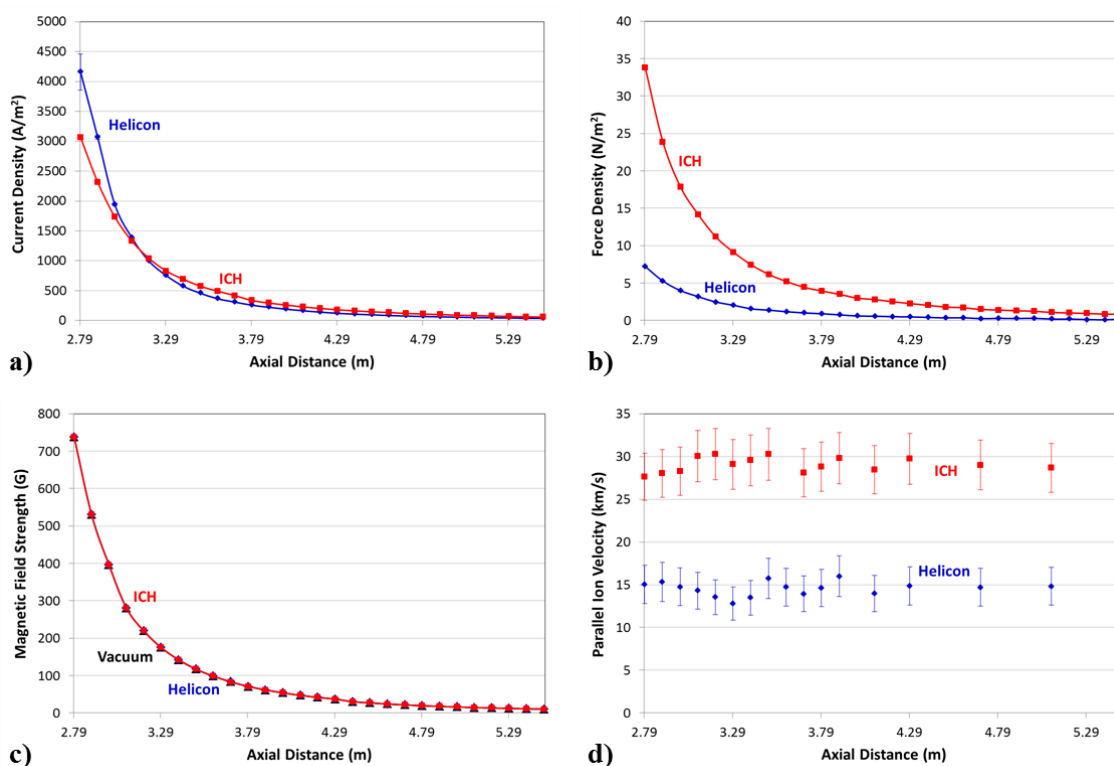 5000
4500
4000
3500
3000
2500
2000
1500
1000
500
0
Current Density (A/m²)
Helicon
ICH
2.79
3.29
3.79
4.29
4.79
5.29
Axial Distance (m)
a)
40
35
30
25
20
15
10
5
0
Force Density (N/m²)
ICH
Helicon
2.79
3.29
3.79
4.29
4.79
5.29
Axial Distance (m)
b)
800
700
600
500
400
300
200
100
0
Magnetic Field Strength (G)
ICH
Vacuum
Helicon
2.79
3.29
3.79
4.29
4.79
5.29
Axial Distance (m)
c)
35
30
25
20
15
10
5
0
Parallel Ion Velocity (km/s)
ICH
Helicon
2.79
3.29
3.79
4.29
4.79
5.29
Axial Distance (m)
d)